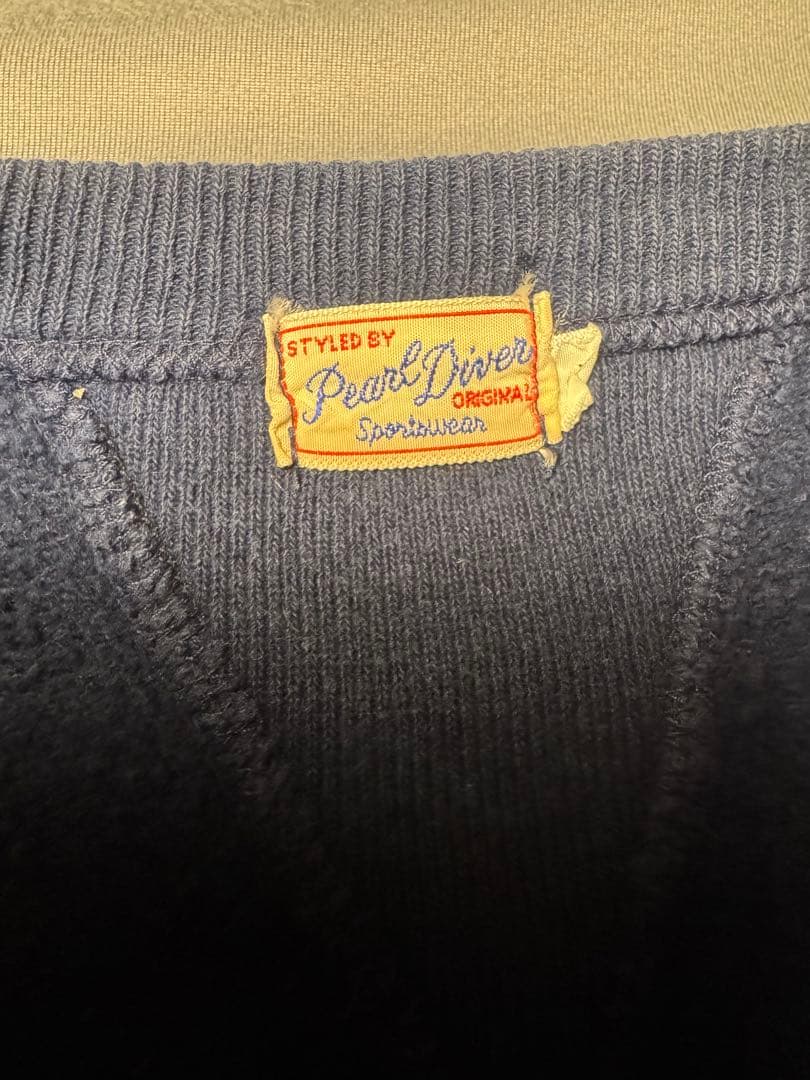 STYLED BY
Pearl Diver
ORIGINAL
Sportswear